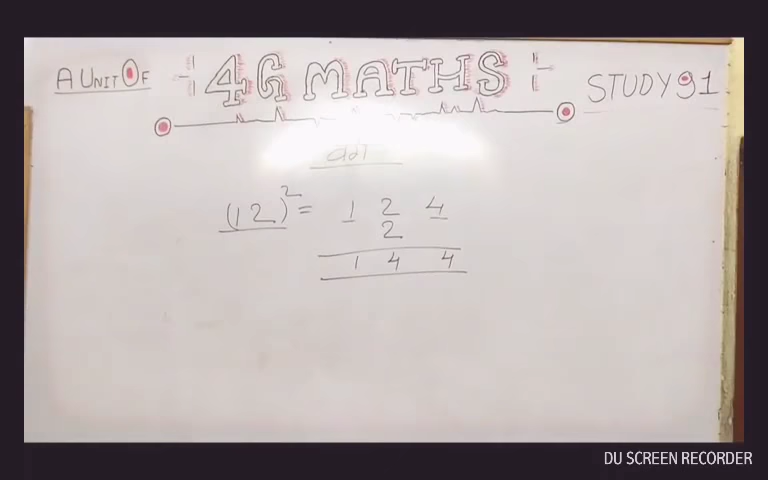 A UNIT OF 4G MATHS STUDY 91
(12)² = 1 2 4
2
1 4 4
DU SCREEN RECORDER